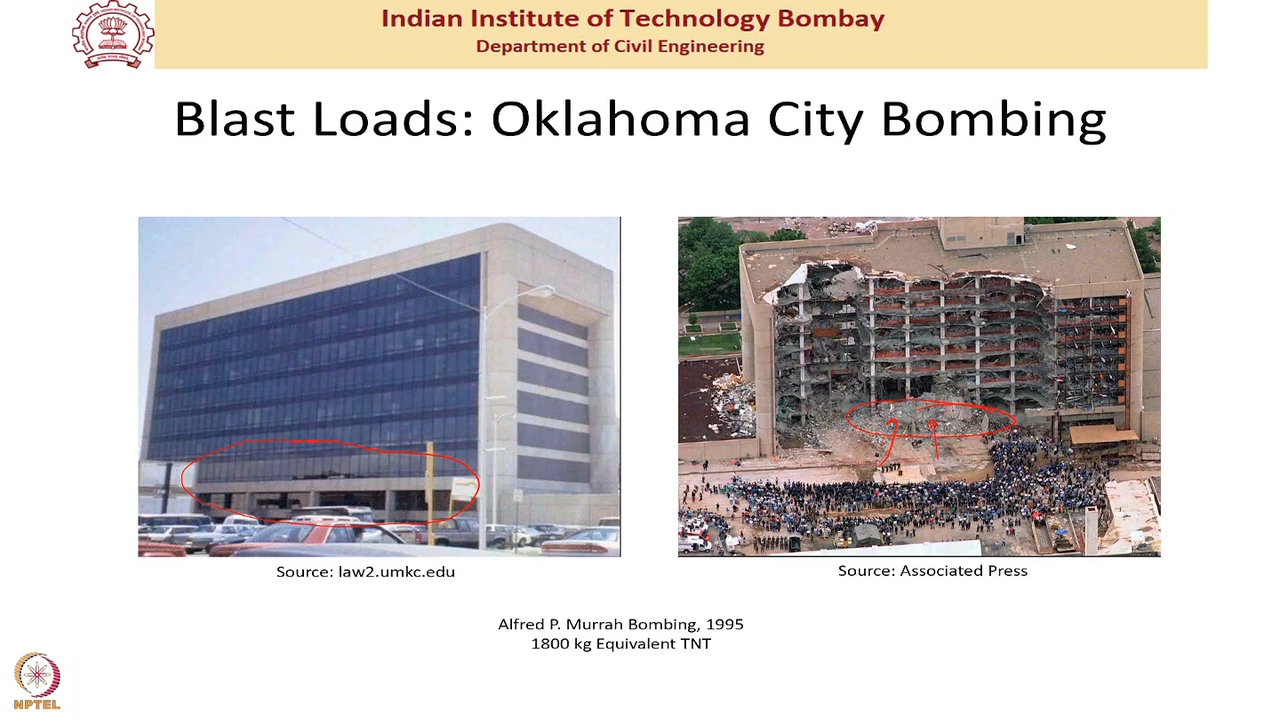 Indian Institute of Technology Bombay
Department of Civil Engineering
Blast Loads: Oklahoma City Bombing
Source: law2.umkc.edu
Source: Associated Press
Alfred P. Murrah Bombing, 1995
1800 kg Equivalent TNT
NPTEL